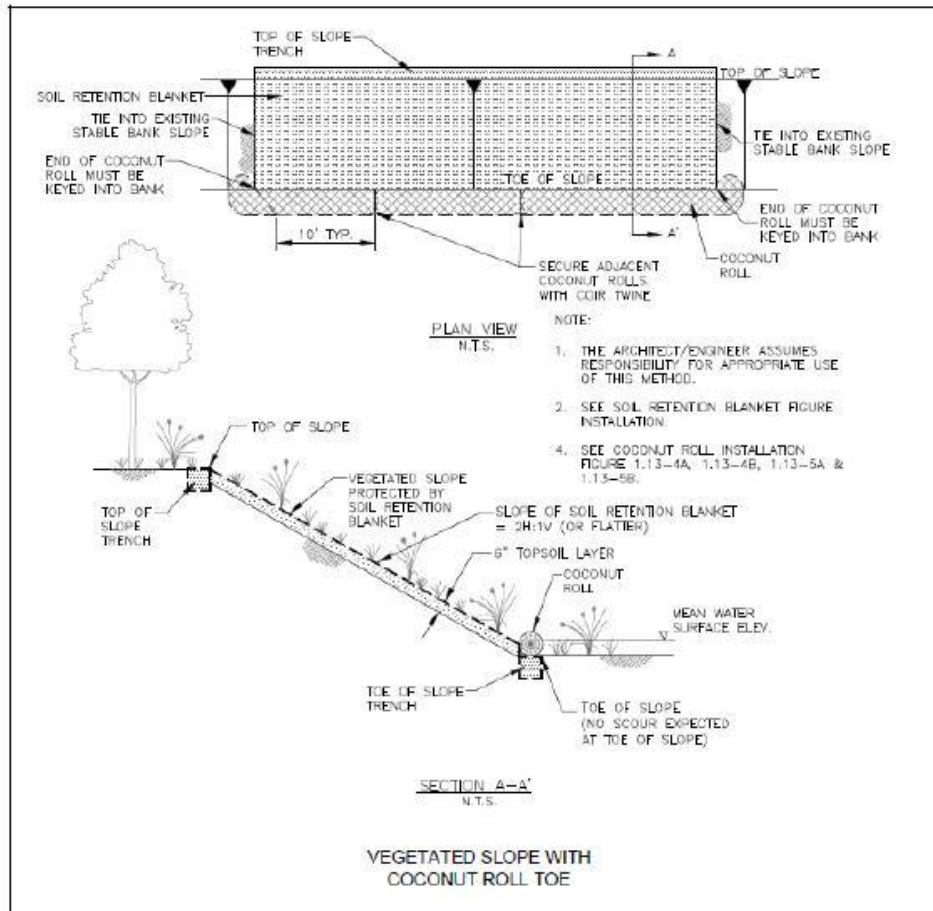 TOP OF SLOPE
TRENCH
A
TOP OF SLOPE
SOIL RETENTION BLANKET
TIE INTO EXISTING
STABLE BANK SLOPE
TIE INTO EXISTING
STABLE BANK SLOPE
END OF COCONUT
ROLL MUST BE
KEYED INTO BANK
TOE OF SLOPE
END OF COCONUT
ROLL MUST BE
KEYED INTO BANK
10' TYP.
A'
COCONUT
ROLL
SECURE ADJACENT
COCONUT ROLLS
WITH COIR TWINE
PLAN VIEW
N.T.S.
NOTE:
1. THE ARCHITECT/ENGINEER ASSUMES
RESPONSIBILITY FOR APPROPRIATE USE
OF THIS METHOD.
2. SEE SOIL RETENTION BLANKET FIGURE
INSTALLATION.
4. SEE COCONUT ROLL INSTALLATION
FIGURE 1.13-4A, 1.13-4B, 1.13-5A &
1.13-5B.
TOP OF SLOPE
VEGETATED SLOPE
PROTECTED BY
SOIL RETENTION
BLANKET
TOP OF
SLOPE
TRENCH
SLOPE OF SOIL RETENTION BLANKET
= 2H:1V (OR FLATTER)
6" TOPSOIL LAYER
COCONUT
ROLL
MEAN WATER
SURFACE ELEV.
TOE OF SLOPE
TRENCH
TOE OF SLOPE
(NO SCOUR EXPECTED
AT TOE OF SLOPE)
SECTION A-A'
N.T.S.
VEGETATED SLOPE WITH
COCONUT ROLL TOE